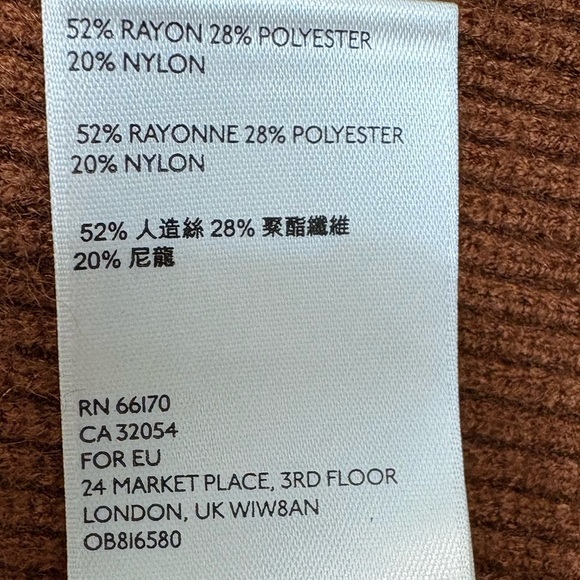 52% RAYON 28% POLYESTER
20% NYLON
52% RAYONNE 28% POLYESTER
20% NYLON
52% 人造絲 28% 聚酯纖維
20% 尼龍
RN 66170
CA 32054
FOR EU
24 MARKET PLACE, 3RD FLOOR
LONDON, UK W1W8AN
OB816580